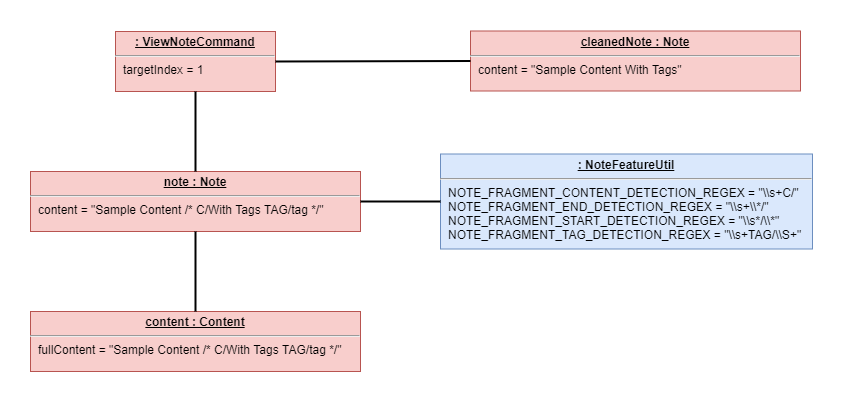 : ViewNoteCommand
targetIndex = 1
cleanedNote : Note
content = "Sample Content With Tags"
note : Note
content = "Sample Content /* C/With Tags TAG/tag */"
: NoteFeatureUtil
NOTE_FRAGMENT_CONTENT_DETECTION_REGEX = "\\s+C/"
NOTE_FRAGMENT_END_DETECTION_REGEX = "\\s+\\*/"
NOTE_FRAGMENT_START_DETECTION_REGEX = "\\s*/\\*"
NOTE_FRAGMENT_TAG_DETECTION_REGEX = "\\s+TAG/\\S+"
content : Content
fullContent = "Sample Content /* C/With Tags TAG/tag */"